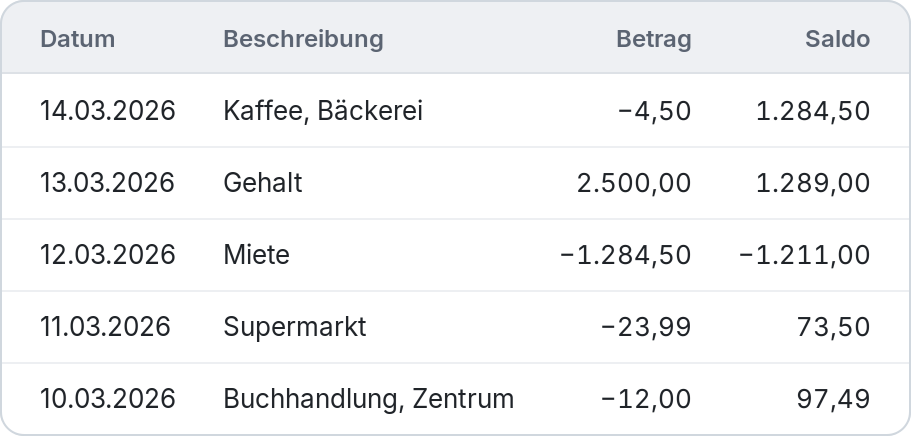 Datum Beschreibung Betrag Saldo
14.03.2026 Kaffee, Bäckerei −4,50 1.284,50
13.03.2026 Gehalt 2.500,00 1.289,00
12.03.2026 Miete −1.284,50 −1.211,00
11.03.2026 Supermarkt −23,99 73,50
10.03.2026 Buchhandlung, Zentrum −12,00 97,49